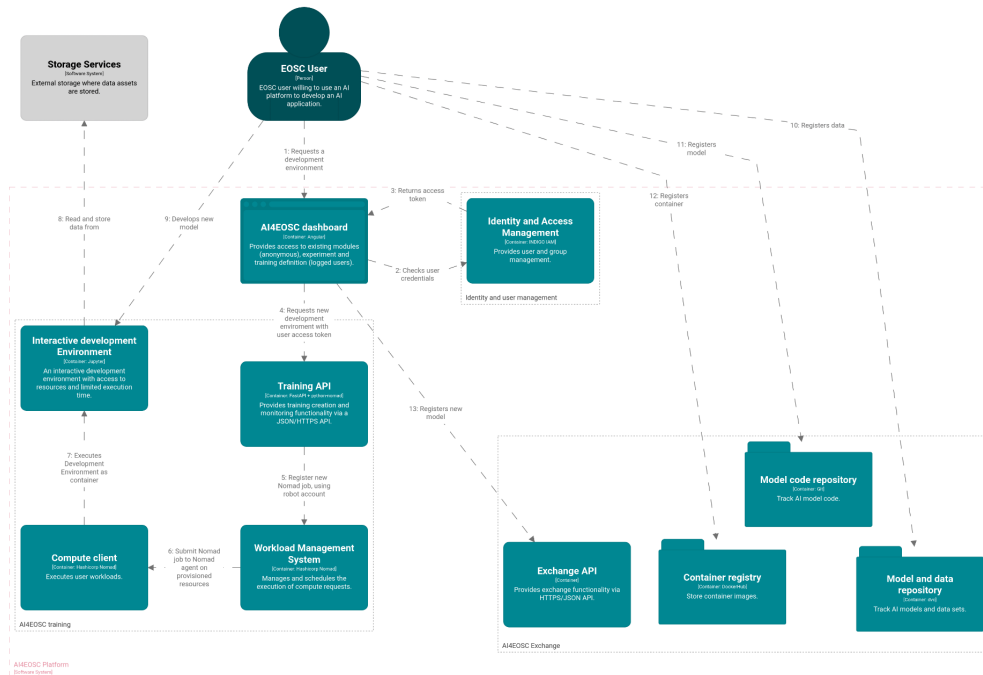 Storage Services
[Software System]
External storage where data assets
are stored.
EOSC User
[Person]
EOSC user willing to use an AI
platform to develop an AI
application.
10: Registers data
11: Registers
model
1: Requests a
development
environment
12: Registers
container
3: Returns access
token
8: Read and store
data from
9: Develops new
model
AI4EOSC dashboard
[Container: Angular]
Provides access to existing modules
(anonymous), experiment and
training definition (logged users).
Identity and Access
Management
[Container: INDIGO IAM]
Provides user and group
management.
2: Checks user
credentials
Identity and user management
4: Requests new
development
enviroment with
user access token
Interactive development
Environment
[Container: Jupyter]
An interactive development
environment with access to
resources and limited execution
time.
Training API
[Container: FastAPI + python-nomad]
Provides training creation and
monitoring functionality via a
JSON/HTTPS API.
13: Registers new
model
7: Executes
Development
Environment as
container
5: Register new
Nomad job, using
robot account
Model code repository
[Container: Git]
Track AI model code.
Compute client
[Container: Hashicorp Nomad]
Executes user workloads.
6: Submit Nomad
job to Nomad
agent on
provisioned
resources
Workload Management
System
[Container: Hashicorp Nomad]
Manages and schedules the
execution of compute requests.
Exchange API
[Container]
Provides exchange functionality via
HTTPS/JSON API.
Container registry
[Container: DockerHub]
Store container images.
Model and data
repository
[Container: dvc]
Track AI models and data sets.
AI4EOSC training
AI4EOSC Exchange
AI4EOSC Platform
[Software System]